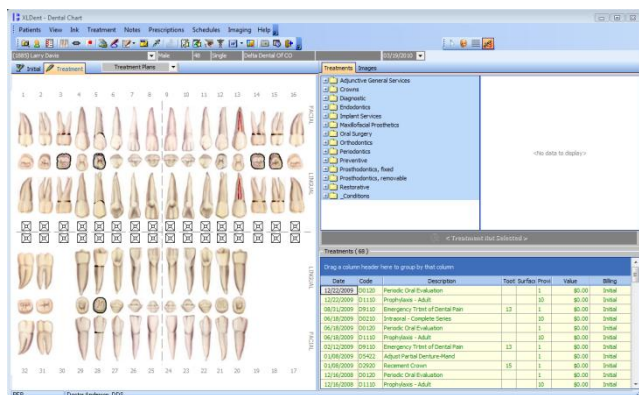 XLDent - Dental Chart
Patients View Ink Treatment Notes Prescriptions Schedules Imaging Help
Larry Davis Male 48 Single Delta Dental Of CO 03/19/2010
Initial Treatment Treatment Plans
Treatments Images
Adjunctive General Services
Crowns
Diagnostic
Endodontics
Implant Services
Maxillofacial Prosthetics
Oral Surgery
Orthodontics
Periodontics
Preventive
Prosthodontics, fixed
Prosthodontics, removable
Restorative
_Conditions
<No data to display>
1 2 3 4 5 6 7 8 9 10 11 12 13 14 15 16
FACIAL
LINGUAL
LINGUAL
FACIAL
32 31 30 29 28 27 26 25 24 23 22 21 20 19 18 17
< Treatment Not Selected >
Treatments ( 68 )
Drag a column header here to group by that column
Date Code Description Toot Surface Provi Value Billing
12/22/2009 D0120 Periodic Oral Evaluation 1 $0.00 Initial
12/22/2009 D1110 Prophylaxis - Adult 10 $0.00 Initial
08/31/2009 D9110 Emergency Trtmt of Dental Pain 13 1 $0.00 Initial
06/18/2009 D0210 Intraoral - Complete Series 10 $0.00 Initial
06/18/2009 D0120 Periodic Oral Evaluation 1 $0.00 Initial
06/18/2009 D1110 Prophylaxis - Adult 10 $0.00 Initial
02/12/2009 D9110 Emergency Trtmt of Dental Pain 13 1 $0.00 Initial
01/08/2009 D5422 Adjust Partial Denture-Mand 1 $0.00 Initial
01/08/2009 D2920 Recement Crown 15 1 $0.00 Initial
12/16/2008 D0120 Periodic Oral Evaluation 1 $0.00 Initial
12/16/2008 D1110 Prophylaxis - Adult 10 $0.00 Initial